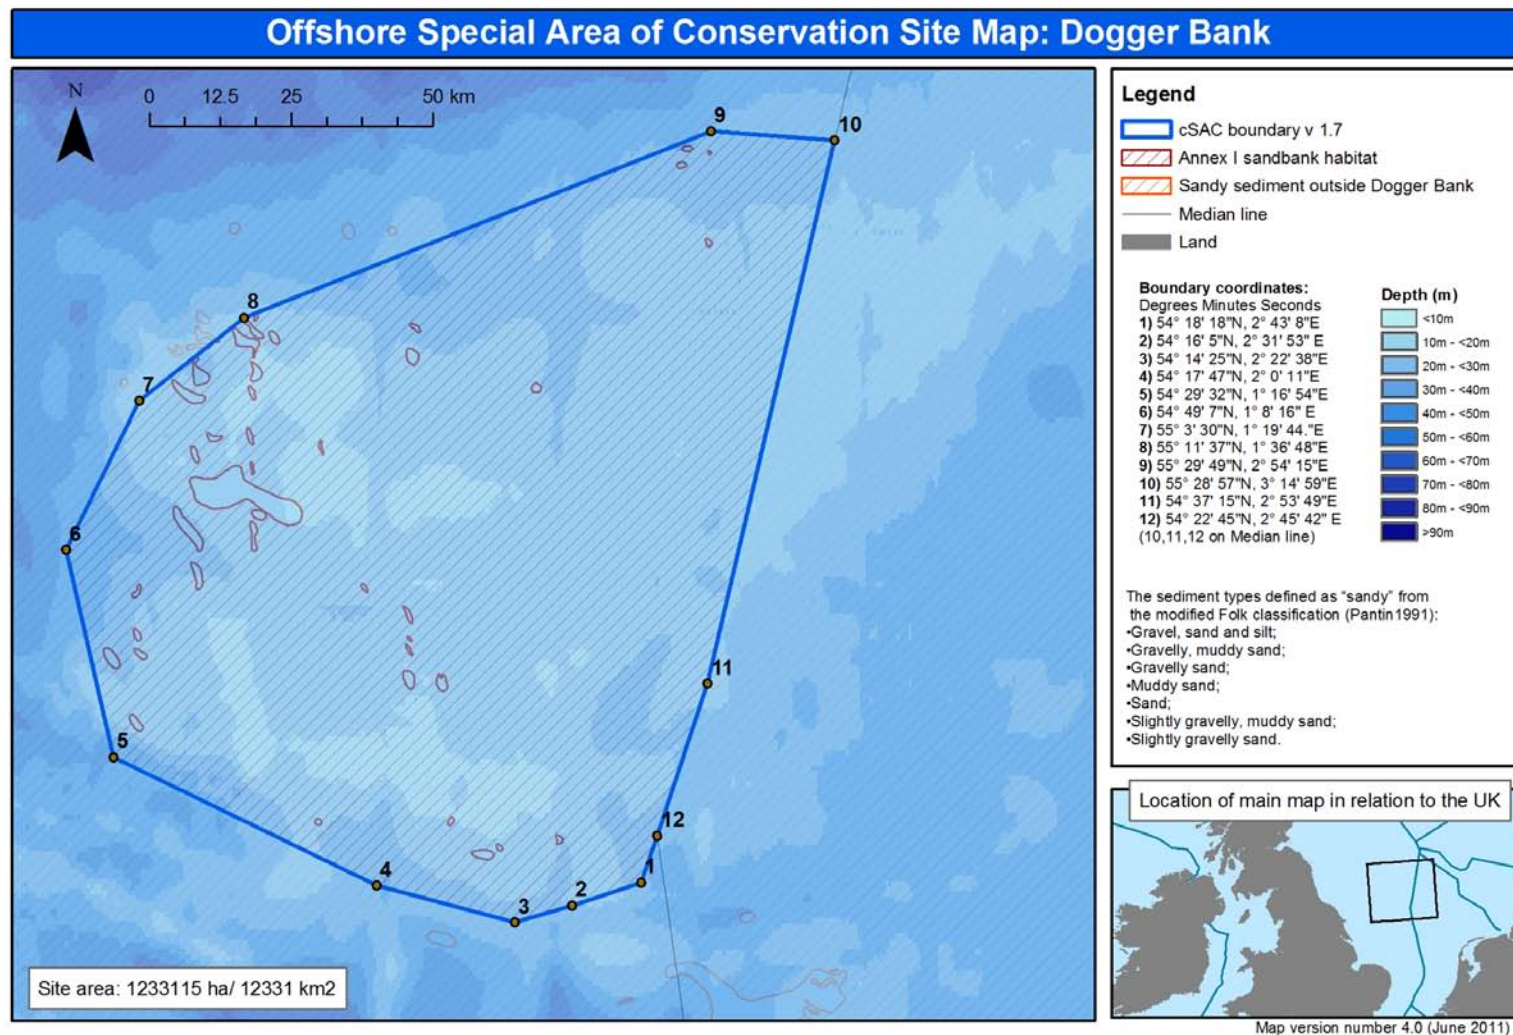 Offshore Special Area of Conservation Site Map: Dogger Bank
N
0 12.5 25 50 km
9
10
8
7
6
11
5
12
4
1
2
3
Site area: 1233115 ha/ 12331 km2
Legend
cSAC boundary v 1.7
Annex I sandbank habitat
Sandy sediment outside Dogger Bank
Median line
Land
Boundary coordinates:
Degrees Minutes Seconds
1) 54° 18' 18"N, 2° 43' 8"E
2) 54° 16' 5"N, 2° 31' 53" E
3) 54° 14' 25"N, 2° 22' 38"E
4) 54° 17' 47"N, 2° 0' 11"E
5) 54° 29' 32"N, 1° 16' 54"E
6) 54° 49' 7"N, 1° 8' 16" E
7) 55° 3' 30"N, 1° 19' 44."E
8) 55° 11' 37"N, 1° 36' 48"E
9) 55° 29' 49"N, 2° 54' 15"E
10) 55° 28' 57"N, 3° 14' 59"E
11) 54° 37' 15"N, 2° 53' 49"E
12) 54° 22' 45"N, 2° 45' 42" E
(10,11,12 on Median line)
Depth (m)
<10m
10m - <20m
20m - <30m
30m - <40m
40m - <50m
50m - <60m
60m - <70m
70m - <80m
80m - <90m
>90m
The sediment types defined as "sandy" from
the modified Folk classification (Pantin1991):
•Gravel, sand and silt;
•Gravelly, muddy sand;
•Gravelly sand;
•Muddy sand;
•Sand;
•Slightly gravelly, muddy sand;
•Slightly gravelly sand.
Location of main map in relation to the UK
Map version number 4.0 (June 2011)